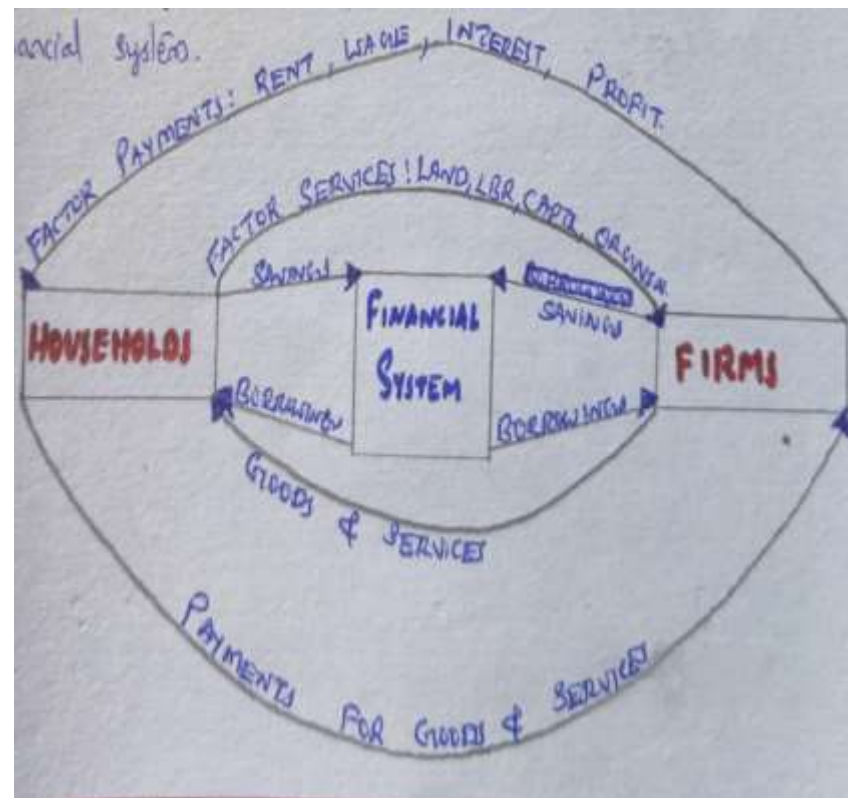 ancial system.
FACTOR PAYMENTS: RENT, WAGE, INTEREST, PROFIT.
FACTOR SERVICES: LAND, LBR, CAPTL, 
SAVINGS
SAVINGS
HOUSEHOLDS
FINANCIAL
SYSTEM
FIRMS
BORROWINGS
BORROWINGS
GOODS & SERVICES
PAYMENTS FOR GOODS & SERVICES